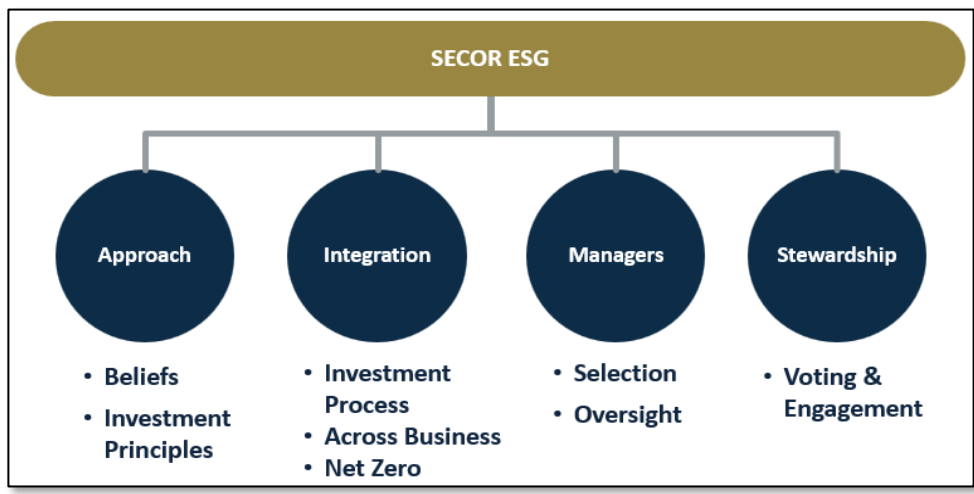 SECOR ESG
Approach
Integration
Managers
Stewardship
• Beliefs
• Investment
Principles
• Investment
Process
• Across Business
• Net Zero
• Selection
• Oversight
• Voting &
Engagement